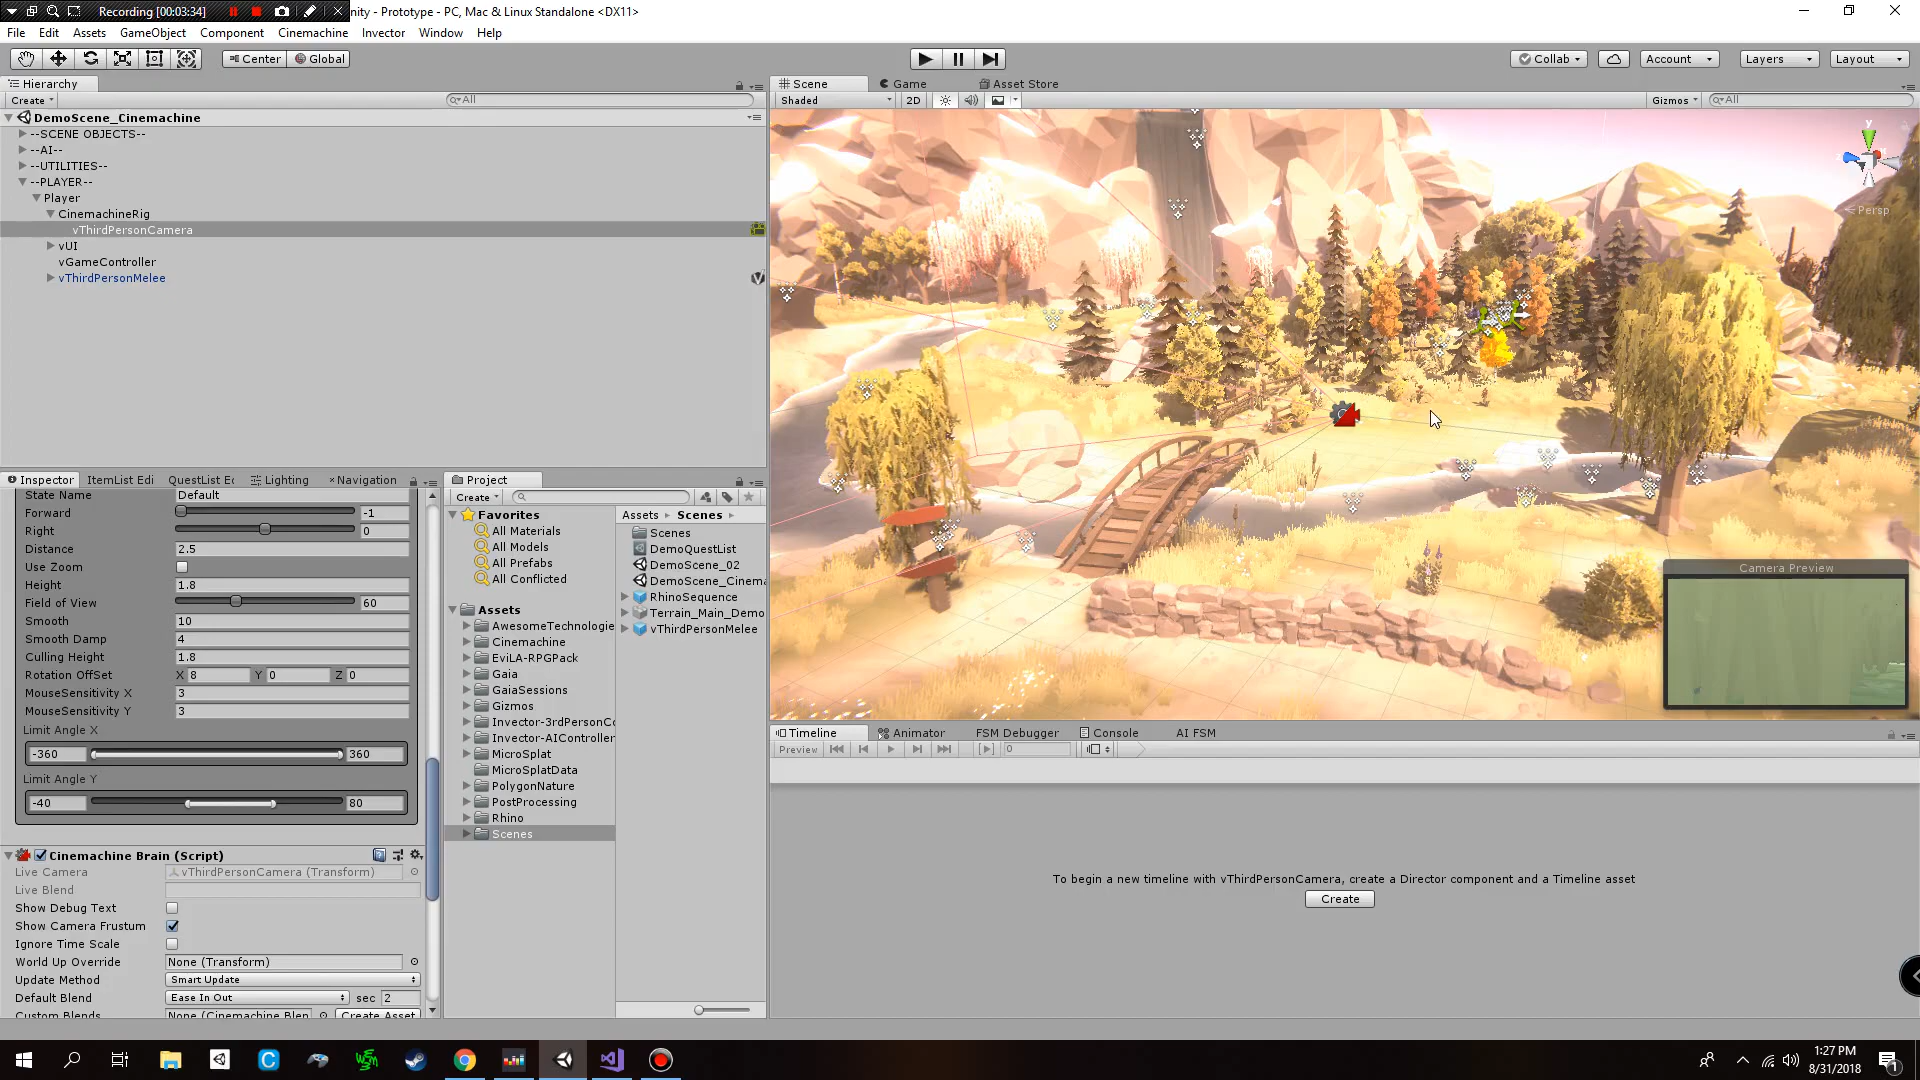 Recording [00:03:34]
nity - Prototype - PC, Mac & Linux Standalone <DX11>
File Edit Assets GameObject Component Cinemachine Invector Window Help
Center Global
Collab Account Layers Layout
Hierarchy
Create All
DemoScene_Cinemachine
--SCENE OBJECTS--
--AI--
--UTILITIES--
--PLAYER--
Player
CinemachineRig
vThirdPersonCamera
vUI
vGameController
vThirdPersonMelee
Scene Game Asset Store
Shaded 2D Gizmos All
y
Persp
Camera Preview
Inspector ItemList Edi QuestList Ec Lighting Navigation
State Name Default
Forward -1
Right 0
Distance 2.5
Use Zoom
Height 1.8
Field of View 60
Smooth 10
Smooth Damp 4
Culling Height 1.8
Rotation OffSet X 8 Y 0 Z 0
MouseSensitivity X 3
MouseSensitivity Y 3
Limit Angle X
-360 360
Limit Angle Y
-40 80
Cinemachine Brain (Script)
Live Camera vThirdPersonCamera (Transform)
Live Blend
Show Debug Text
Show Camera Frustum
Ignore Time Scale
World Up Override None (Transform)
Update Method Smart Update
Default Blend Ease In Out sec 2
Custom Blends None (Cinemachine Blen Create Asset
Project
Create
Favorites
All Materials
All Models
All Prefabs
All Conflicted
Assets
AwesomeTechnologie
Cinemachine
EviLA-RPGPack
Gaia
GaiaSessions
Gizmos
Invector-3rdPersonCo
Invector-AIController
MicroSplat
MicroSplatData
PolygonNature
PostProcessing
Rhino
Scenes
Assets Scenes
Scenes
DemoQuestList
DemoScene_02
DemoScene_Cinema
RhinoSequence
Terrain_Main_Demo
vThirdPersonMelee
Timeline Animator FSM Debugger Console AI FSM
Preview 0
To begin a new timeline with vThirdPersonCamera, create a Director component and a Timeline asset
Create
1:27 PM
8/31/2018
1